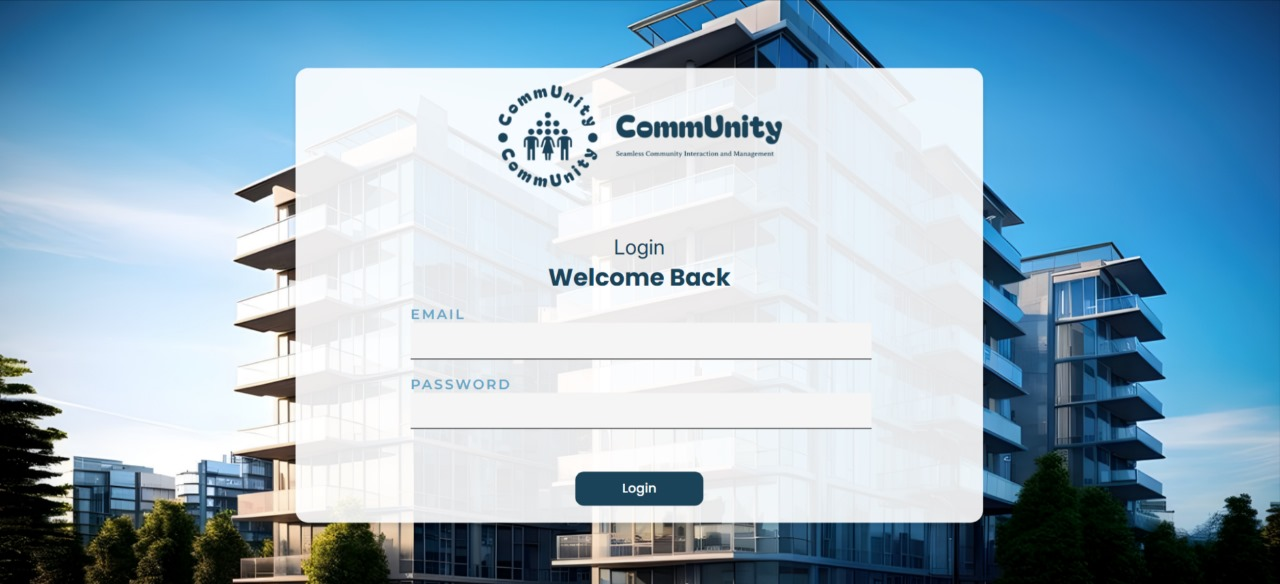 CommUnity
CommUnity
CommUnity
Seamless Community Interaction and Management
Login
Welcome Back
EMAIL
PASSWORD
Login